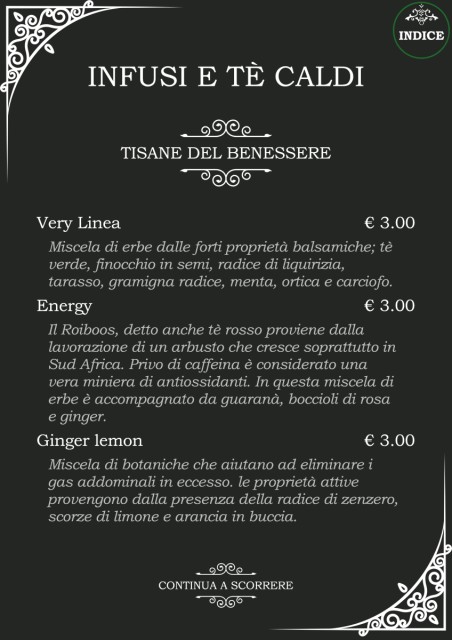 INDICE
INFUSI E TÈ CALDI
TISANE DEL BENESSERE
Very Linea € 3.00
Miscela di erbe dalle forti proprietà balsamiche; tè
verde, finocchio in semi, radice di liquirizia,
tarasso, gramigna radice, menta, ortica e carciofo.
Energy € 3.00
Il Roiboos, detto anche tè rosso proviene dalla
lavorazione di un arbusto che cresce soprattutto in
Sud Africa. Privo di caffeina è considerato una
vera miniera di antiossidanti. In questa miscela di
erbe è accompagnato da guaranà, boccioli di rosa
e ginger.
Ginger lemon € 3.00
Miscela di botaniche che aiutano ad eliminare i
gas addominali in eccesso. le proprietà attive
provengono dalla presenza della radice di zenzero,
scorze di limone e arancia in buccia.
CONTINUA A SCORRERE